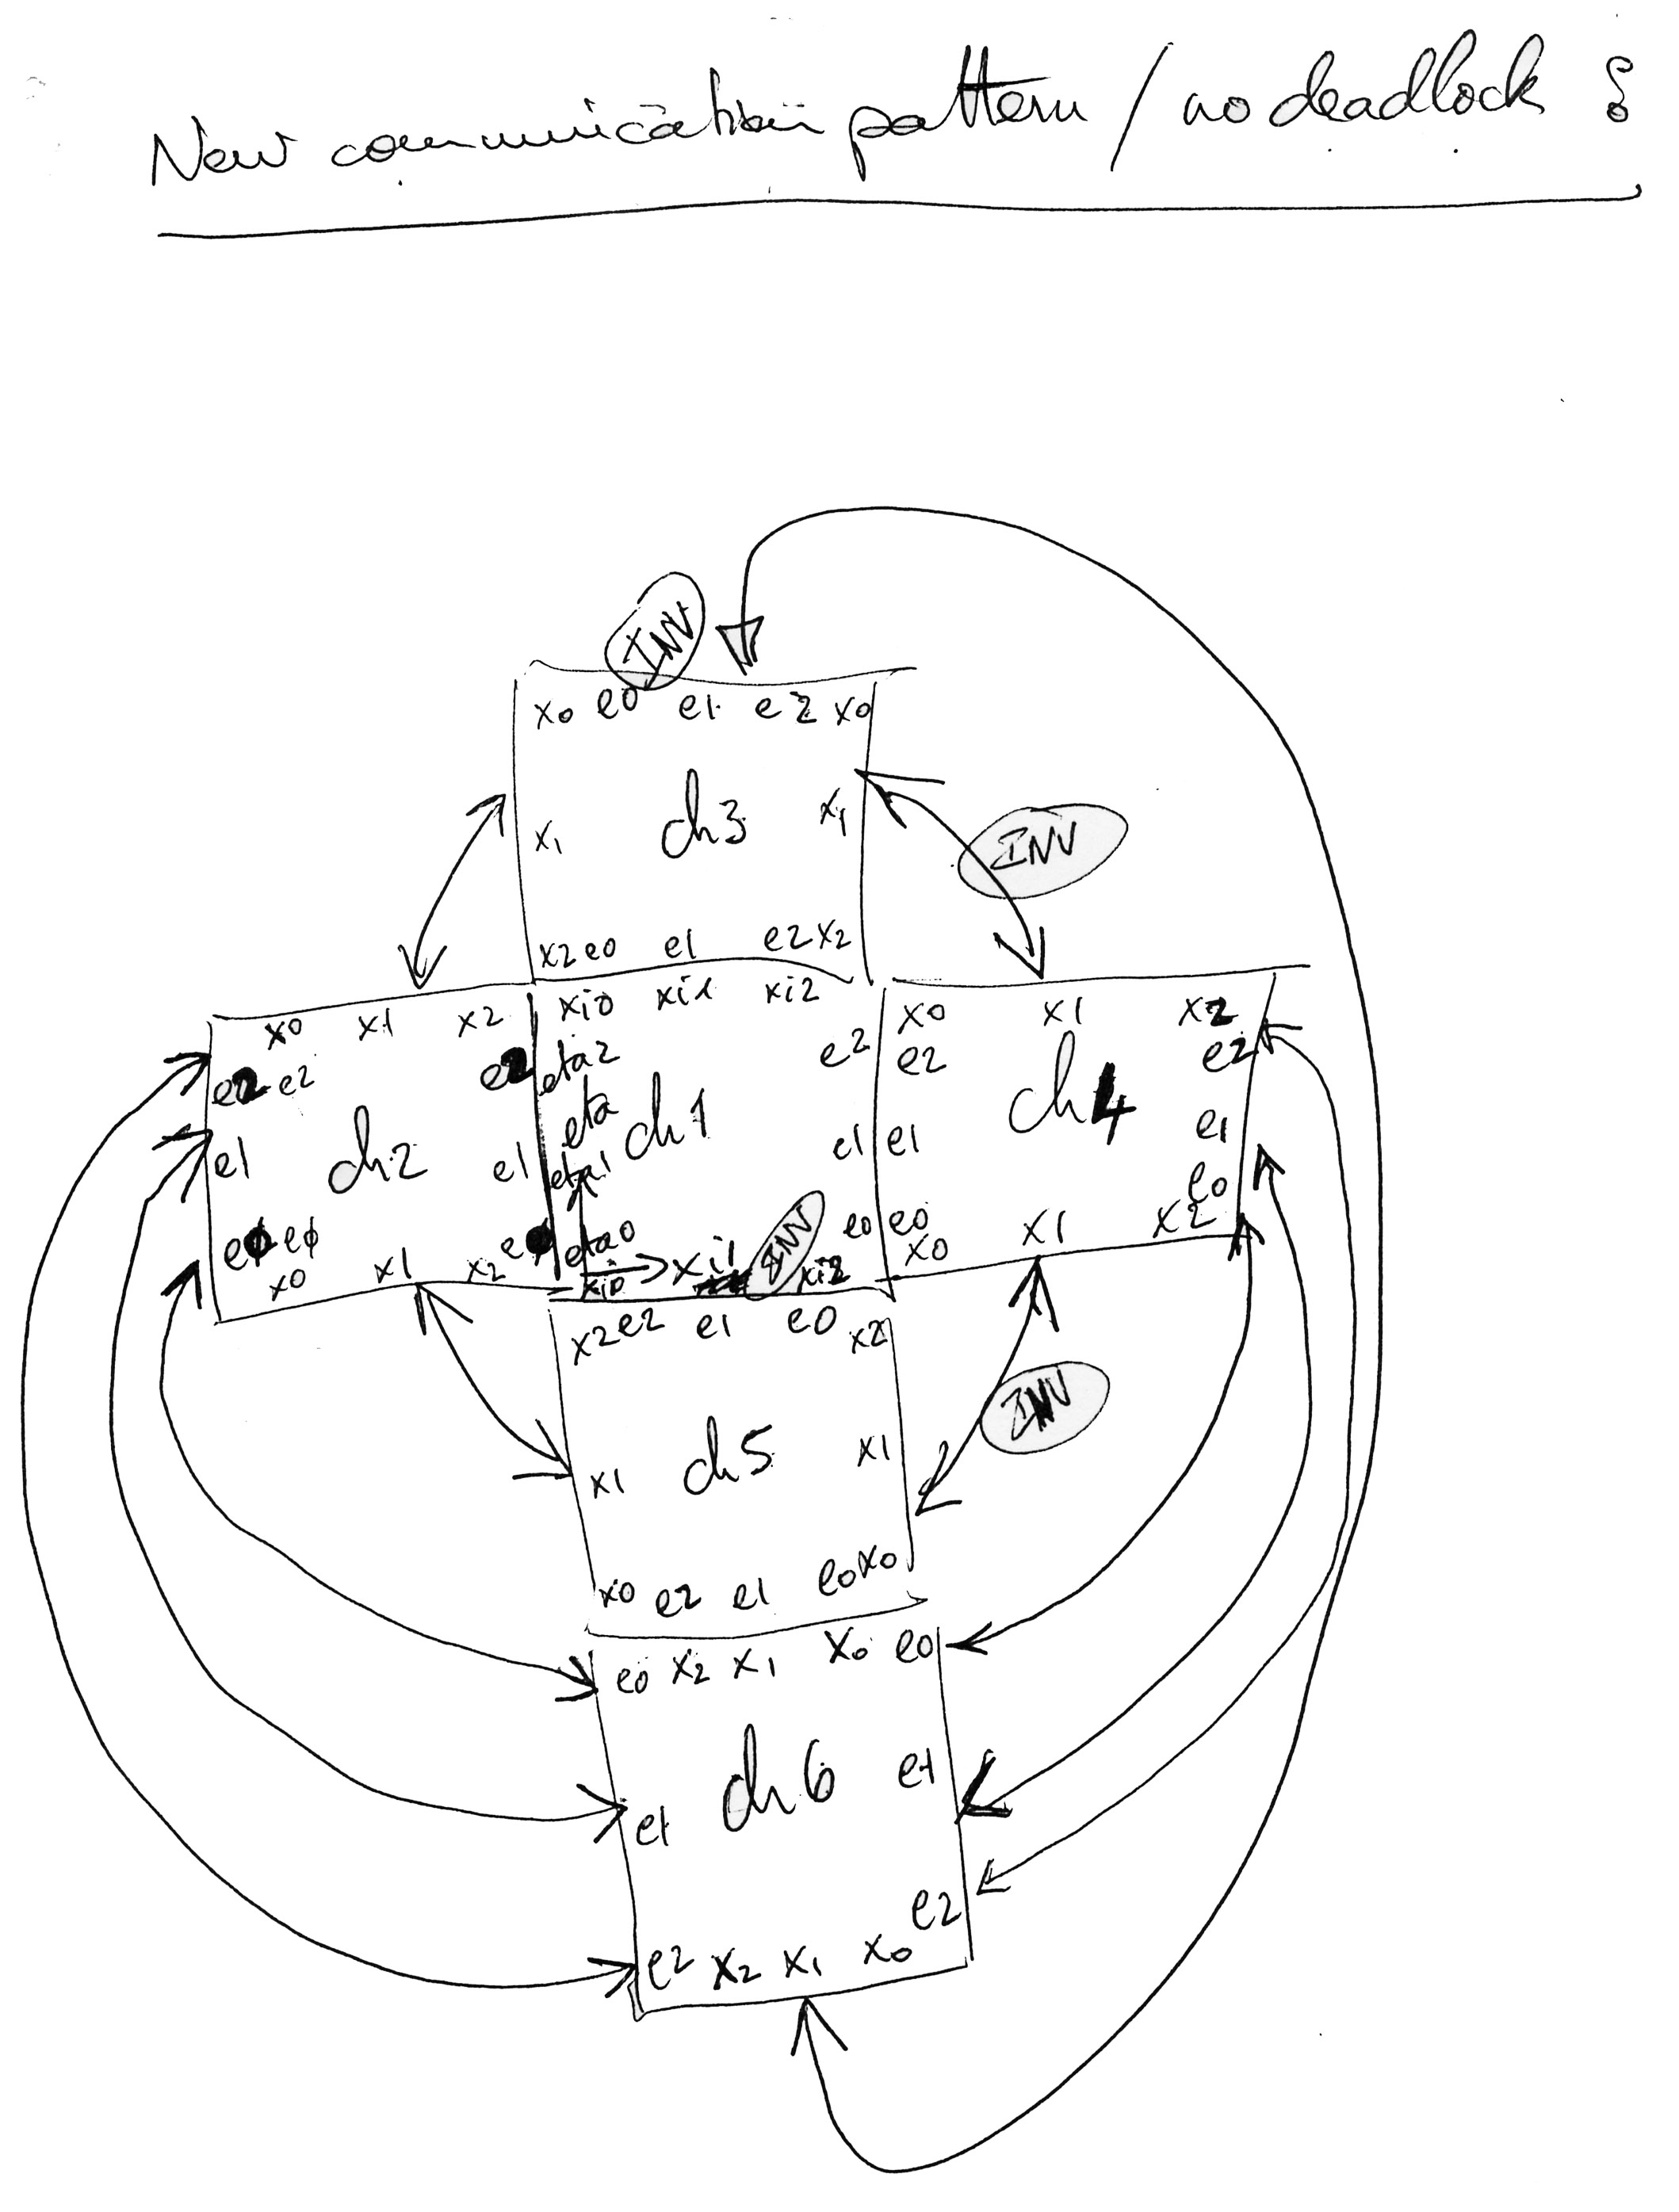 New communication pattern / no deadlock
INV
x0 e0 e1 e2 x0
x1 ch3 x1
INV
x2 e0 e1 e2 x2
x0 x1 x2
xi0 xi1 xi2
x0 x1 x2
e2 e2 e2
eta2 e2
e2 e2
e1 ch2 e1
eta ch1 e1
eta1
e1 ch4 e1
e0
eϕ eϕ eϕ
eta0 e0
e0
x0 x1 x2
xi0 xi1 INV xi2
x0 x1 x2
x2 e2 e1 e0 x2
INV
x1 ch5 x1
x0 e2 e1 e0 x0
e0 x2 x1 x0 e0
e1 ch6 e1
e2
e2 x2 x1 x0